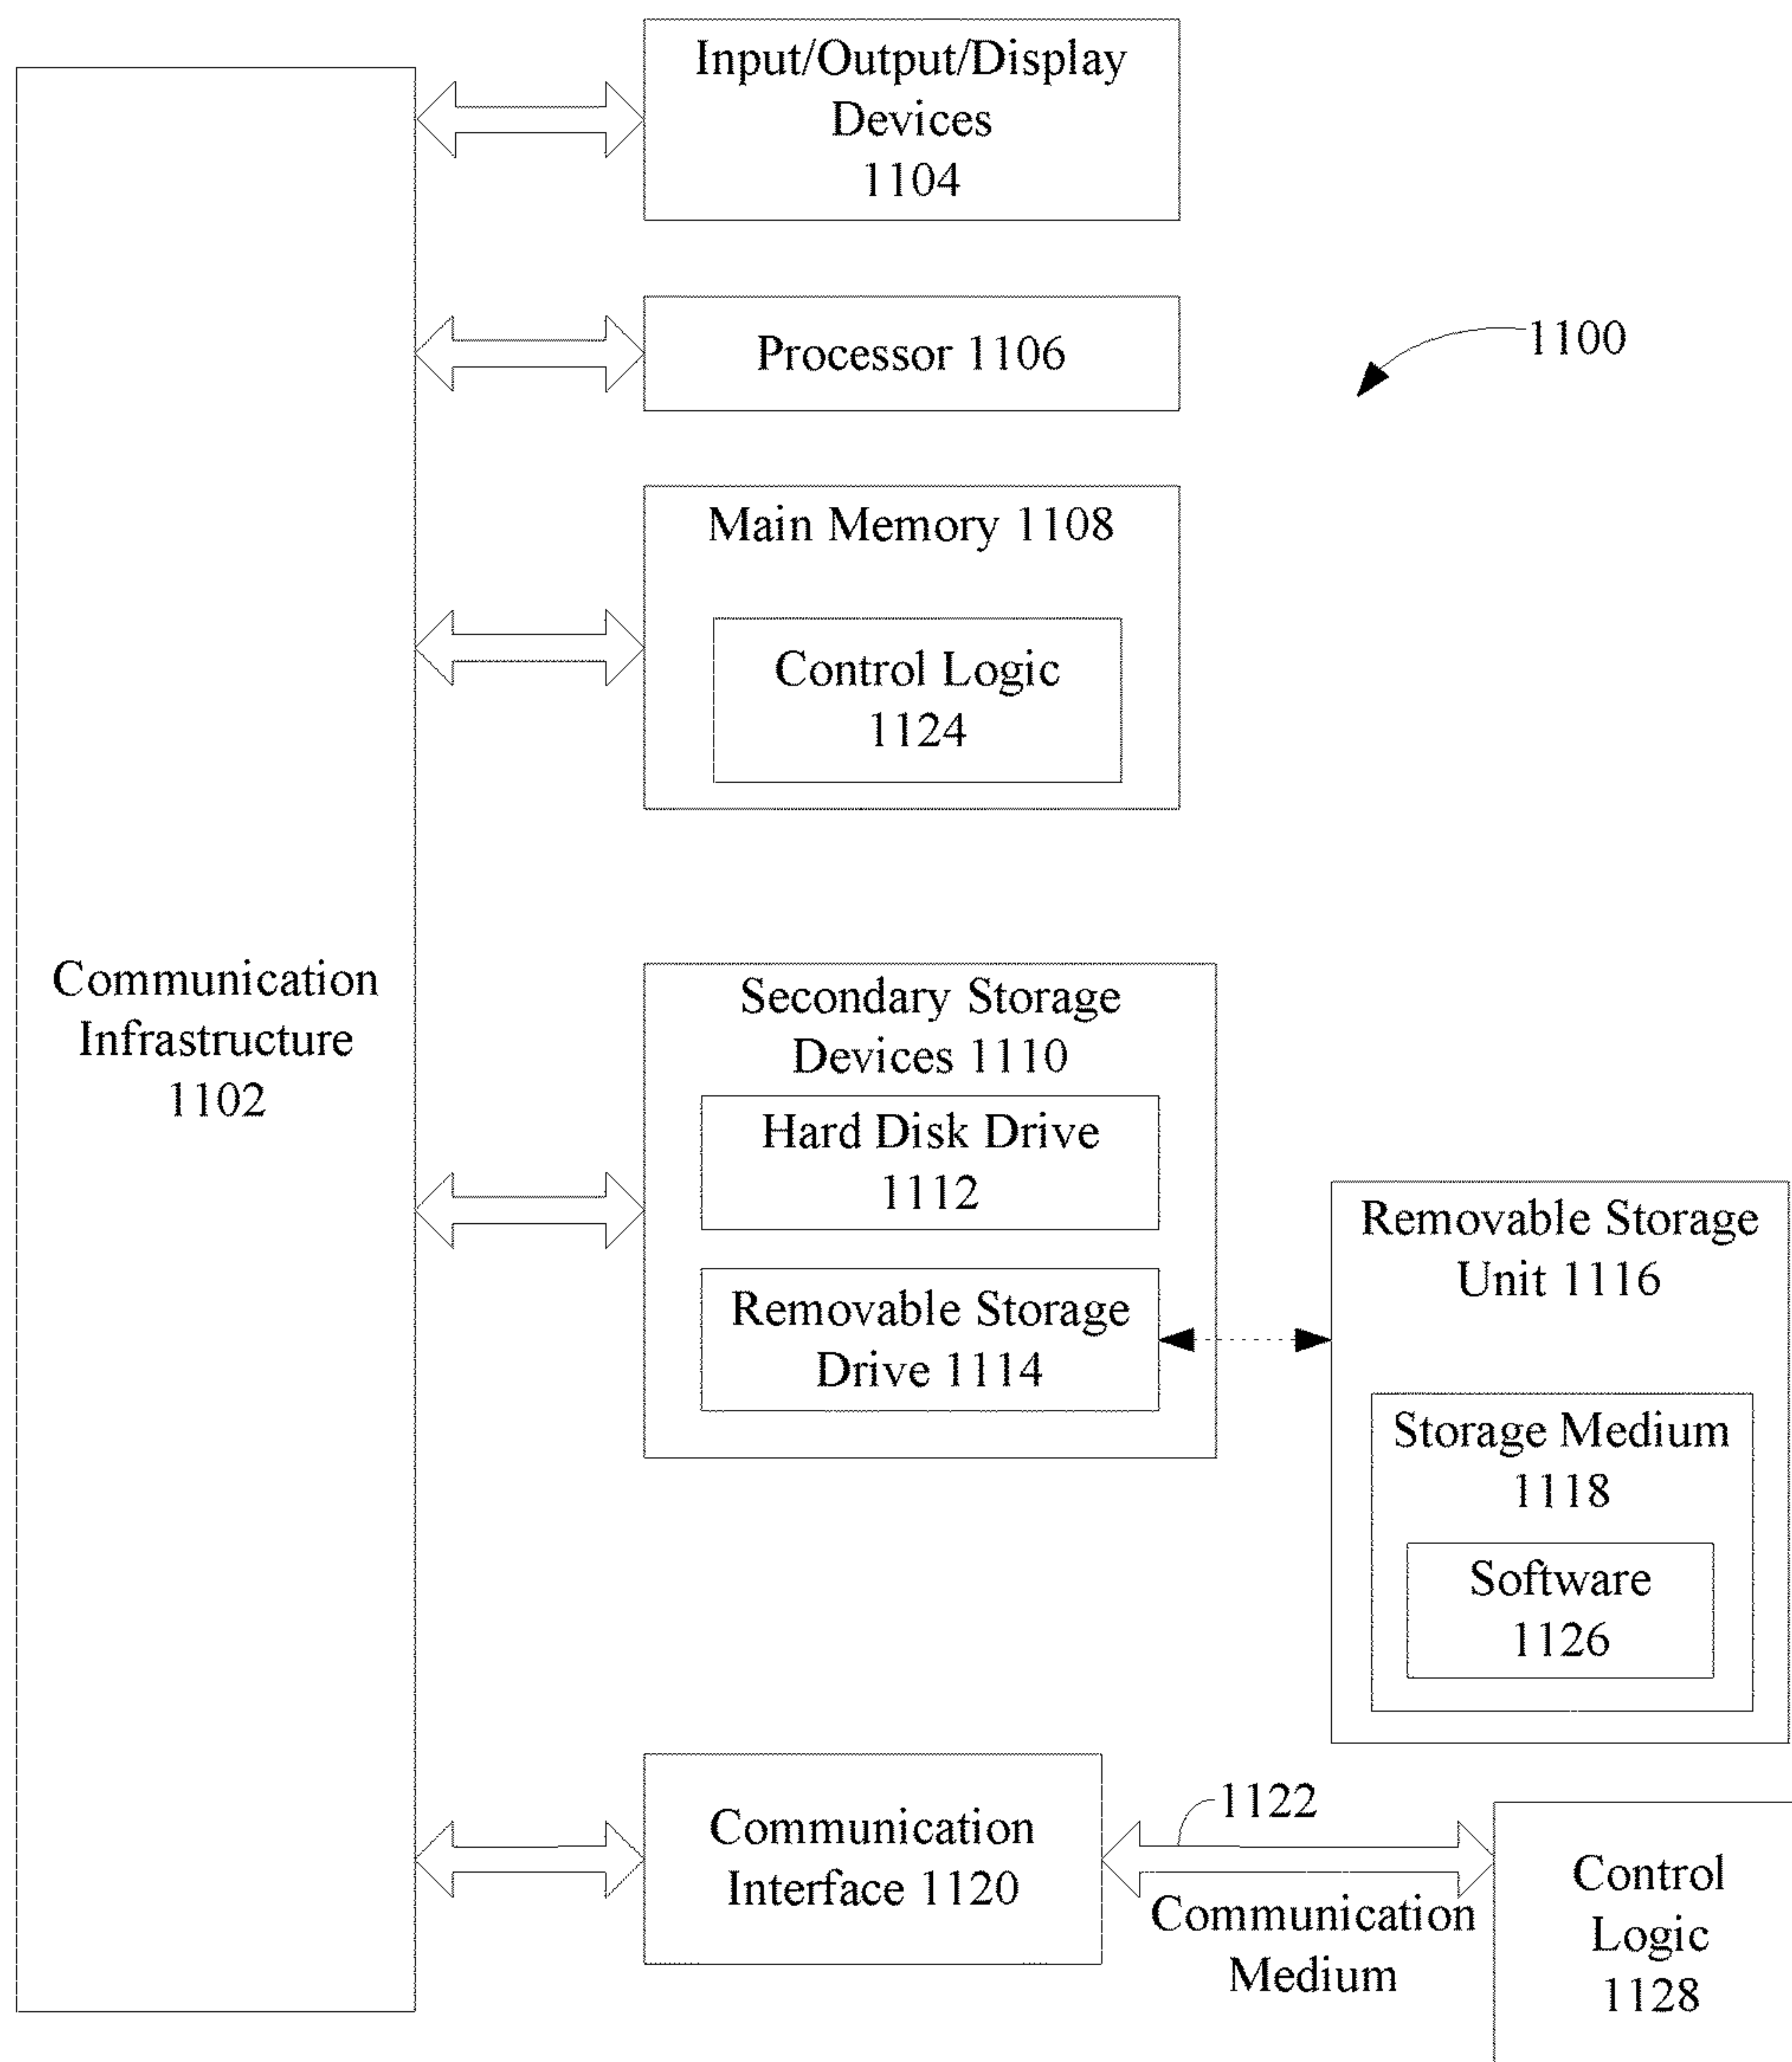 Input/Output/Display
Devices
1104
Processor 1106
1100
Main Memory 1108
Control Logic
1124
Communication
Infrastructure
1102
Secondary Storage
Devices 1110
Hard Disk Drive
1112
Removable Storage
Drive 1114
Removable Storage
Unit 1116
Storage Medium
1118
Software
1126
Communication
Interface 1120
1122
Communication
Medium
Control
Logic
1128